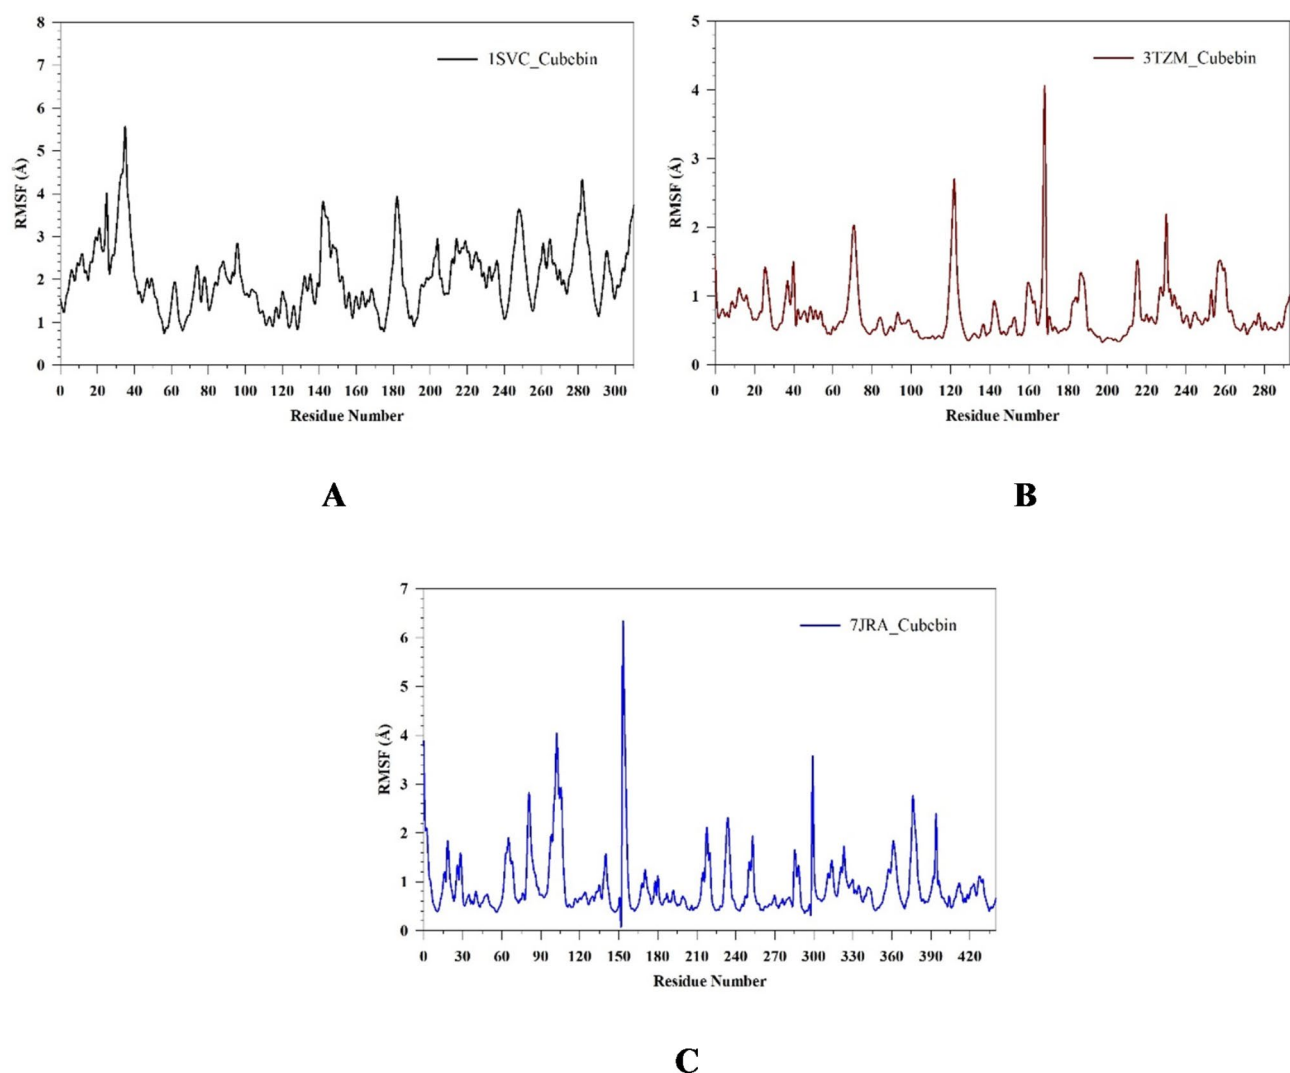 8
7
6
5
4
3
2
1
0
RMSF (Å)
1SVC_Cubebin
0 20 40 60 80 100 120 140 160 180 200 220 240 260 280 300
Residue Number
A
5
4
3
2
1
0
RMSF (Å)
3TZM_Cubebin
0 20 40 60 80 100 120 140 160 180 200 220 240 260 280
Residue Number
B
7
6
5
4
3
2
1
0
RMSF (Å)
7JRA_Cubebin
0 30 60 90 120 150 180 210 240 270 300 330 360 390 420
Residue Number
C